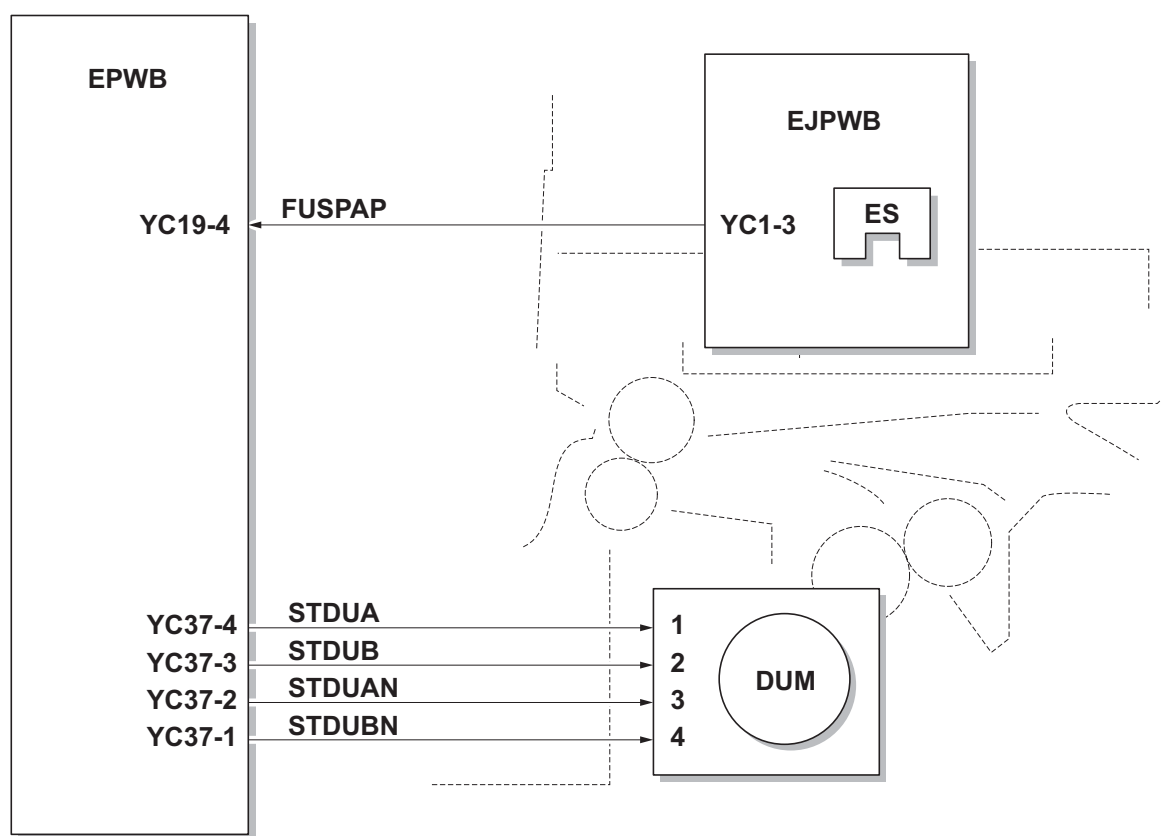 EPWB
EJPWB
YC19-4 FUSPAP YC1-3 ES
YC37-4 STDUA 1
YC37-3 STDUB 2
DUM
YC37-2 STDUAN 3
YC37-1 STDUBN 4